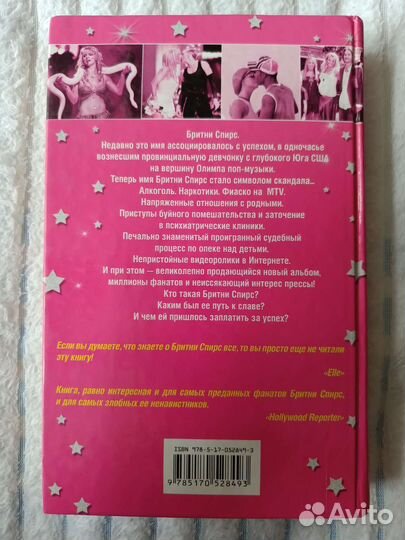 Бритни Спирс.
Недавно это имя ассоциировалось с успехом, в одночасье
вознесшим провинциальную девчонку с глубокого Юга США
на вершину Олимпа поп-музыки.
Теперь имя Бритни Спирс стало символом скандала...
Алкоголь. Наркотики. Фиаско на MTV.
Напряженные отношения с родными.
Приступы буйного помешательства и заточение
в психиатрические клиники.
Печально знаменитый проигранный судебный
процесс по опеке над детьми.
Непристойные видеоролики в Интернете.
И при этом — великолепно продающийся новый альбом,
миллионы фанатов и неиссякающий интерес прессы!
Кто такая Бритни Спирс?
Каким был ее путь к славе?
И чем ей пришлось заплатить за успех?
Если вы думаете, что знаете о Бритни Спирс все, то вы просто еще не читали
эту книгу!
«Elle»
Книга, равно интересная и для самых преданных фанатов Бритни Спирс,
и для самых злобных ее ненавистников.
«Hollywood Reporter»
ISBN 978-5-17-052849-3
9 785170 528493
Avito